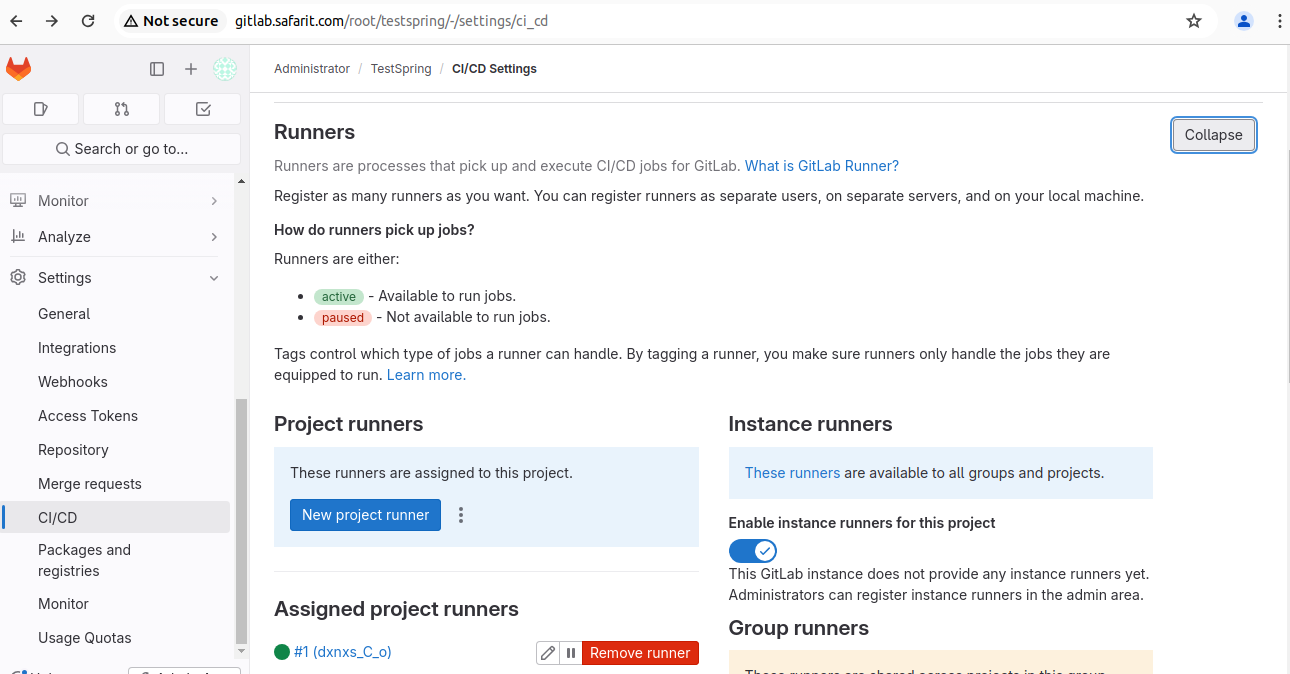 Not secure gitlab.safarit.com/root/testspring/-/settings/ci_cd
Administrator / TestSpring / CI/CD Settings
Search or go to...
Monitor
Analyze
Settings
General
Integrations
Webhooks
Access Tokens
Repository
Merge requests
CI/CD
Packages and
registries
Monitor
Usage Quotas
Runners
Collapse
Runners are processes that pick up and execute CI/CD jobs for GitLab. What is GitLab Runner?
Register as many runners as you want. You can register runners as separate users, on separate servers, and on your local machine.
How do runners pick up jobs?
Runners are either:
• active - Available to run jobs.
• paused - Not available to run jobs.
Tags control which type of jobs a runner can handle. By tagging a runner, you make sure runners only handle the jobs they are
equipped to run. Learn more.
Project runners
These runners are assigned to this project.
New project runner
Assigned project runners
#1 (dxnxs_C_o)
Remove runner
Instance runners
These runners are available to all groups and projects.
Enable instance runners for this project
This GitLab instance does not provide any instance runners yet.
Administrators can register instance runners in the admin area.
Group runners
These runners are shared across projects in this group.